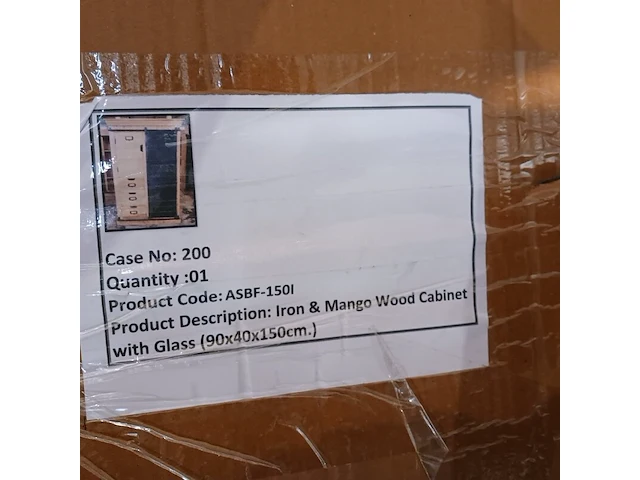 Case No: 200
Quantity :01
Product Code: ASBF-150I
Product Description: Iron & Mango Wood Cabinet
with Glass (90x40x150cm.)